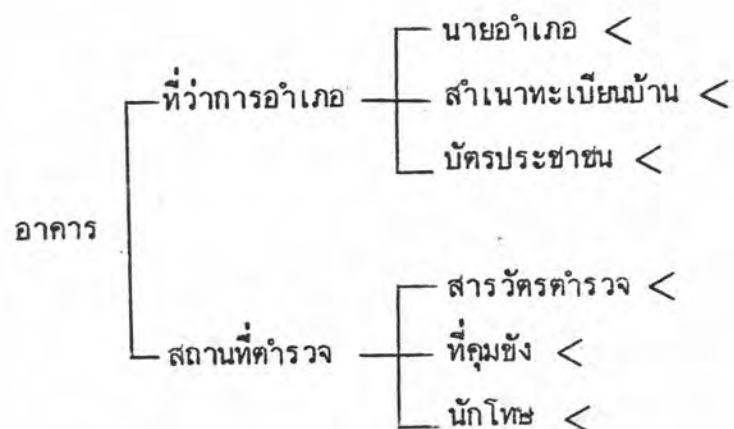 นายอำเภอ <
ที่ว่าการอำเภอ
สำเนาทะเบียนบ้าน <
บัตรประชาชน <
อาคาร
สารวัตรตำรวจ <
สถานที่ตำรวจ
ที่คุมขัง <
นักโทษ <